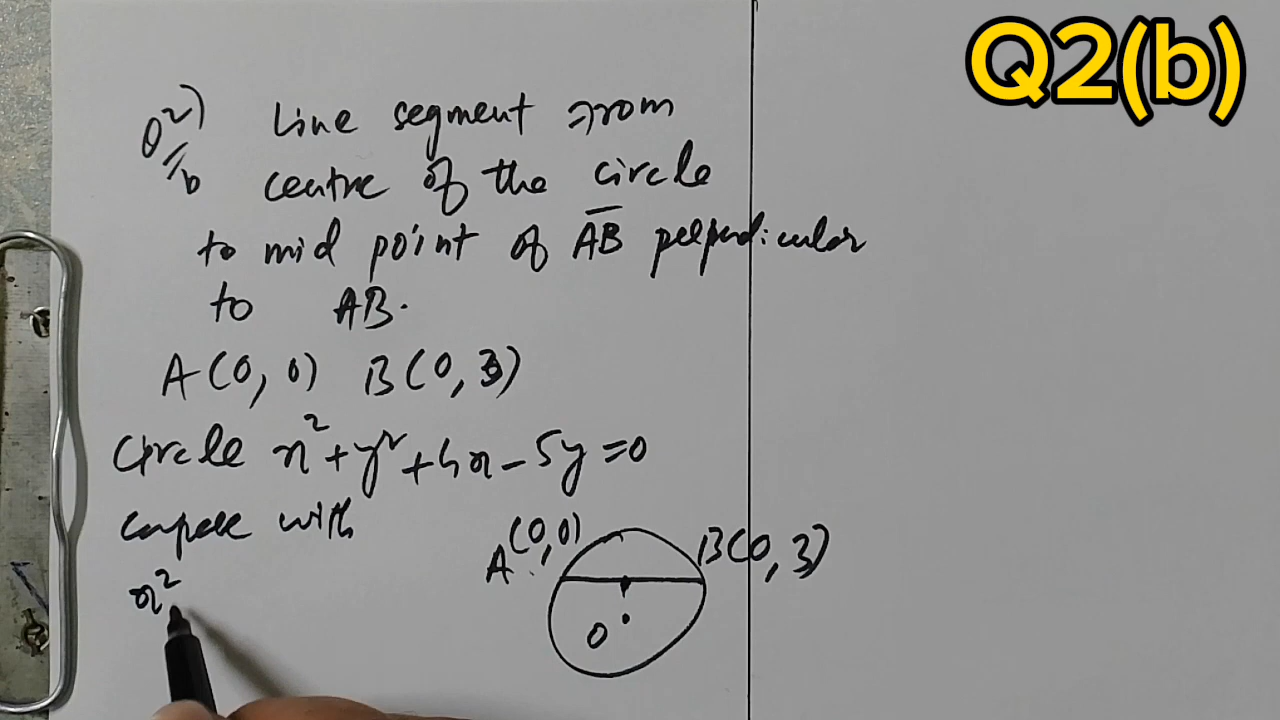 Q2(b)
Q2) Line segment from
b centre of the circle
to mid point of AB perpendicular
to AB.
A(0,0) B(0,3)
Circle x²+y²+4x-5y=0
with
A(0,0) B(0,3)
x²
O